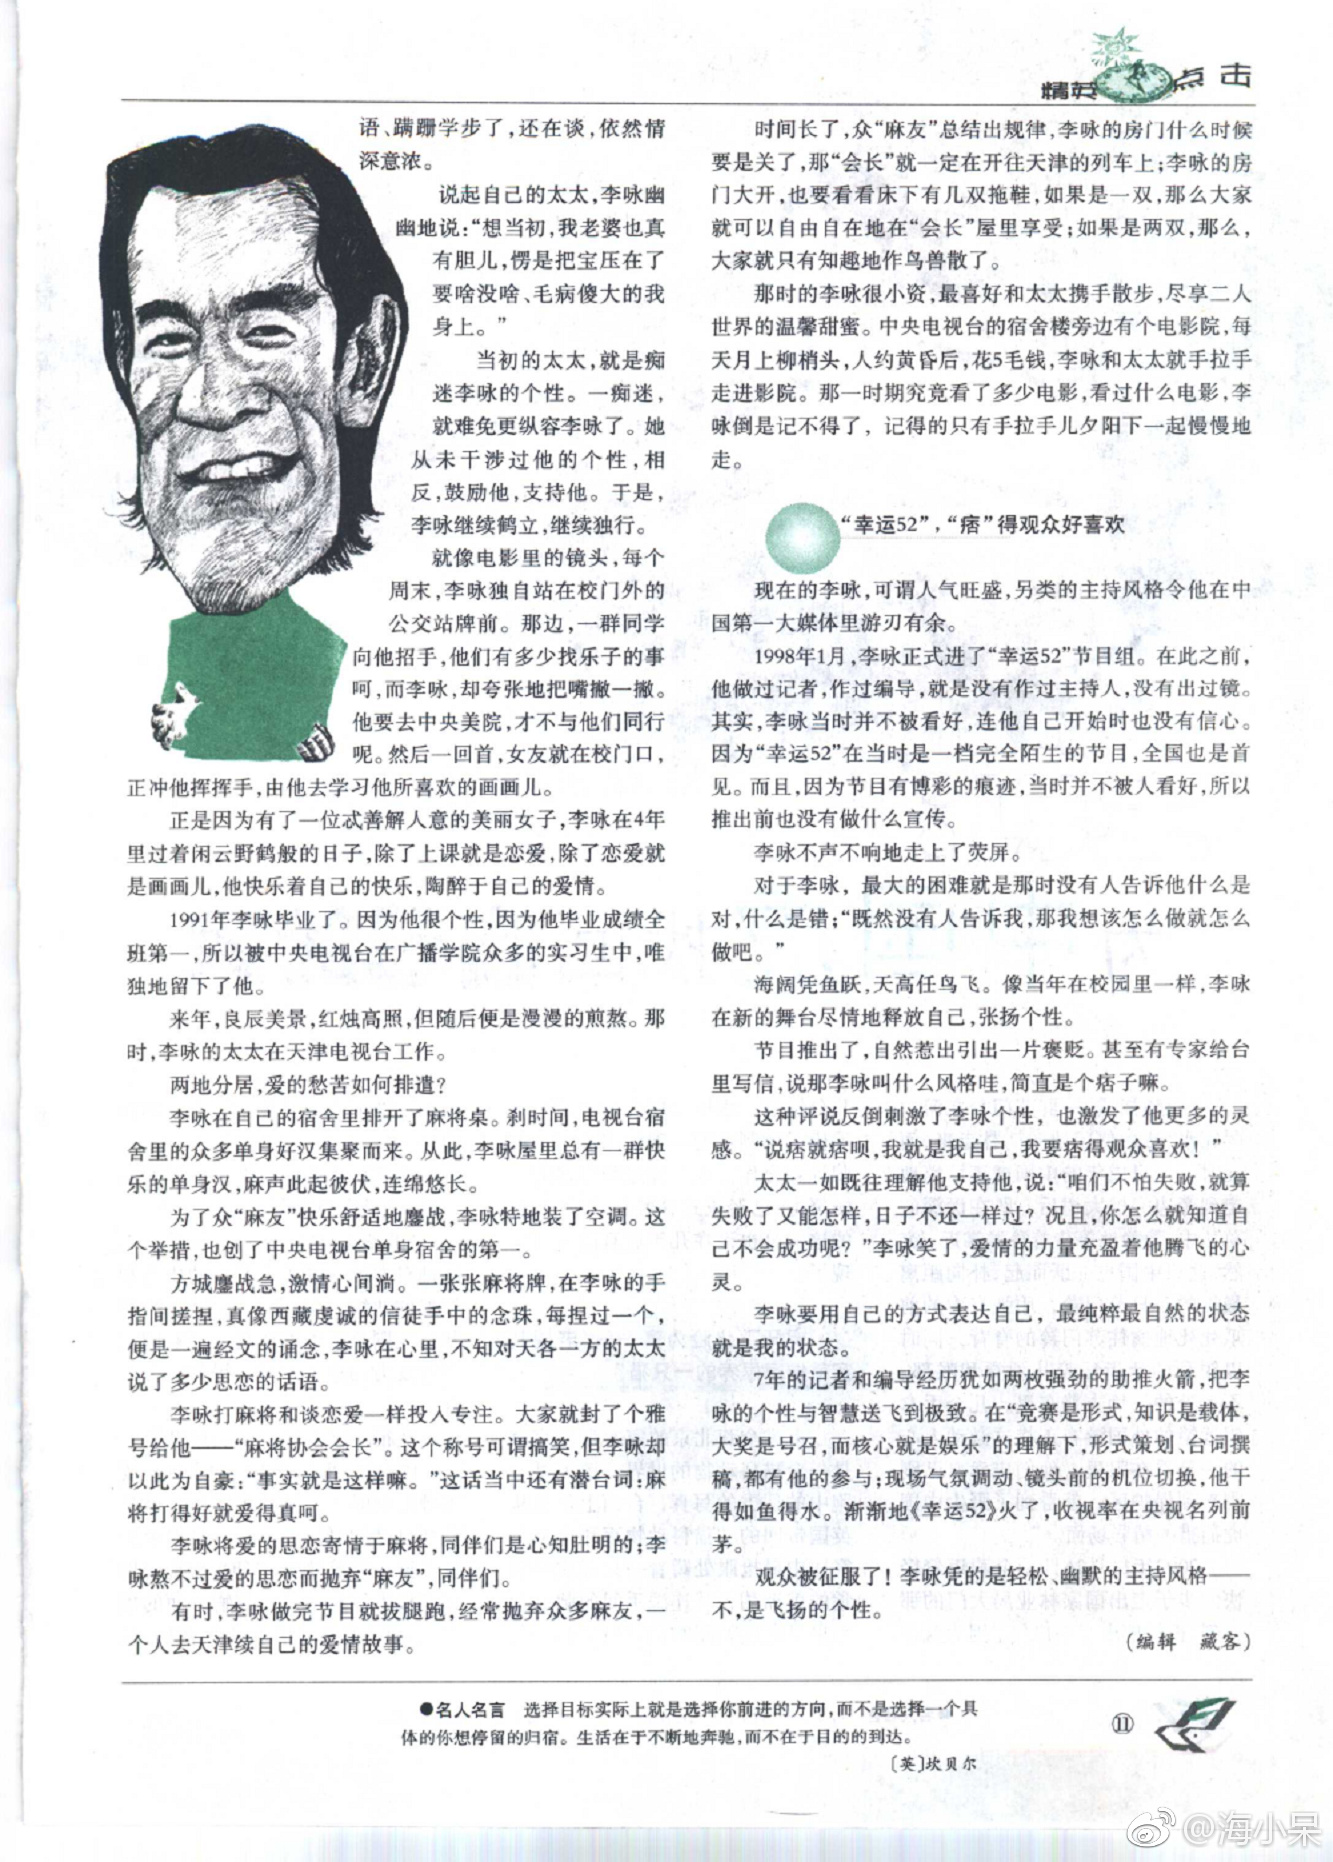 精英点击
语、蹒跚学步了,还在谈,依然情
深意浓。
说起自己的太太,李咏幽
幽地说:“想当初,我老婆也真
有胆儿,愣是把宝压在了
要啥没啥、毛病傻大的我
身上。”
当初的太太,就是痴
迷李咏的个性。一痴迷,
就难免更纵容李咏了。她
从未干涉过他的个性,相
反,鼓励他,支持他。于是,
李咏继续鹤立,继续独行。
就像电影里的镜头,每个
周末,李咏独自站在校门外的
公交站牌前。那边,一群同学
向他招手,他们有多少找乐子的事
呵,而李咏,却夸张地把嘴撇一撇。
他要去中央美院,才不与他们同行
呢。然后一回首,女友就在校门口,
正冲他挥挥手,由他去学习他所喜欢的画画儿。
正是因为有了一位忒善解人意的美丽女子,李咏在4年
里过着闲云野鹤般的日子,除了上课就是恋爱,除了恋爱就
是画画儿,他快乐着自己的快乐,陶醉于自己的爱情。
1991年李咏毕业了。因为他很个性,因为他毕业成绩全
班第一,所以被中央电视台在广播学院众多的实习生中,唯
独地留下了他。
来年,良辰美景,红烛高照,但随后便是漫漫的煎熬。那
时,李咏的太太在天津电视台工作。
两地分居,爱的愁苦如何排遣?
李咏在自己的宿舍里排开了麻将桌。刹时间,电视台宿
舍里的众多单身好汉集聚而来。从此,李咏屋里总有一群快
乐的单身汉,麻声此起彼伏,连绵悠长。
为了众“麻友”快乐舒适地鏖战,李咏特地装了空调。这
个举措,也创了中央电视台单身宿舍的第一。
方城鏖战急,激情心间淌。一张张麻将牌,在李咏的手
指间搓捏,真像西藏虔诚的信徒手中的念珠,每捏过一个,
便是一遍经文的诵念,李咏在心里,不知对天各一方的太太
说了多少思恋的话语。
李咏打麻将和谈恋爱一样投入专注。大家就封了个雅
号给他——“麻将协会会长”。这个称号可谓搞笑,但李咏却
以此为自豪:“事实就是这样嘛。”这话当中还有潜台词:麻
将打得好就爱得真呵。
李咏将爱的思恋寄情于麻将,同伴们是心知肚明的;李
咏熬不过爱的思恋而抛弃“麻友”,同伴们。
有时,李咏做完节目就拔腿跑,经常抛弃众多麻友,一
个人去天津续自己的爱情故事。
时间长了,众“麻友”总结出规律,李咏的房门什么时候
要是关了,那“会长”就一定在开往天津的列车上;李咏的房
门大开,也要看看床下有几双拖鞋,如果是一双,那么大家
就可以自由自在地在“会长”屋里享受;如果是两双,那么,
大家就只有知趣地作鸟兽散了。
那时的李咏很小资,最喜好和太太携手散步,尽享二人
世界的温馨甜蜜。中央电视台的宿舍楼旁边有个电影院,每
天月上柳梢头,人约黄昏后,花5毛钱,李咏和太太就手拉手
走进影院。那一时期究竟看了多少电影,看过什么电影,李
咏倒是记不得了,记得的只有手拉手儿夕阳下一起慢慢地
走。
“幸运52”,“痞”得观众好喜欢
现在的李咏,可谓人气旺盛,另类的主持风格令他在中
国第一大媒体里游刃有余。
1998年1月,李咏正式进了“幸运52”节目组。在此之前,
他做过记者,作过编导,就是没有作过主持人,没有出过镜。
其实,李咏当时并不被看好,连他自己开始时也没有信心。
因为“幸运52”在当时是一档完全陌生的节目,全国也是首
见。而且,因为节目有博彩的痕迹,当时并不被人看好,所以
推出前也没有做什么宣传。
李咏不声不响地走上了荧屏。
对于李咏,最大的困难就是那时没有人告诉他什么是
对,什么是错;“既然没有人告诉我,那我想该怎么做就怎么
做吧。”
海阔凭鱼跃,天高任鸟飞。像当年在校园里一样,李咏
在新的舞台尽情地释放自己,张扬个性。
节目推出了,自然惹出引出一片褒贬。甚至有专家给台
里写信,说那李咏叫什么风格哇,简直是个痞子嘛。
这种评说反倒刺激了李咏个性,也激发了他更多的灵
感。“说痞就痞呗,我就是我自己,我要痞得观众喜欢!”
太太一如既往理解他支持他,说:“咱们不怕失败,就算
失败了又能怎样,日子不还一样过?况且,你怎么就知道自
己不会成功呢?”李咏笑了,爱情的力量充盈着他腾飞的心
灵。
李咏要用自己的方式表达自己,最纯粹最自然的状态
就是我的状态。
7年的记者和编导经历犹如两枚强劲的助推火箭,把李
咏的个性与智慧送飞到极致。在“竞赛是形式,知识是载体,
大奖是号召,而核心就是娱乐”的理解下,形式策划、台词撰
稿,都有他的参与;现场气氛调动、镜头前的机位切换,他干
得如鱼得水。渐渐地《幸运52》火了,收视率在央视名列前
茅。
观众被征服了!李咏凭的是轻松、幽默的主持风格——
不,是飞扬的个性。
(编辑 藏客)
●名人名言 选择目标实际上就是选择你前进的方向,而不是选择一个具
体的你想停留的归宿。生活在于不断地奔驰,而不在于目的的到达。
〔英〕坎贝尔
⑪
@海小呆